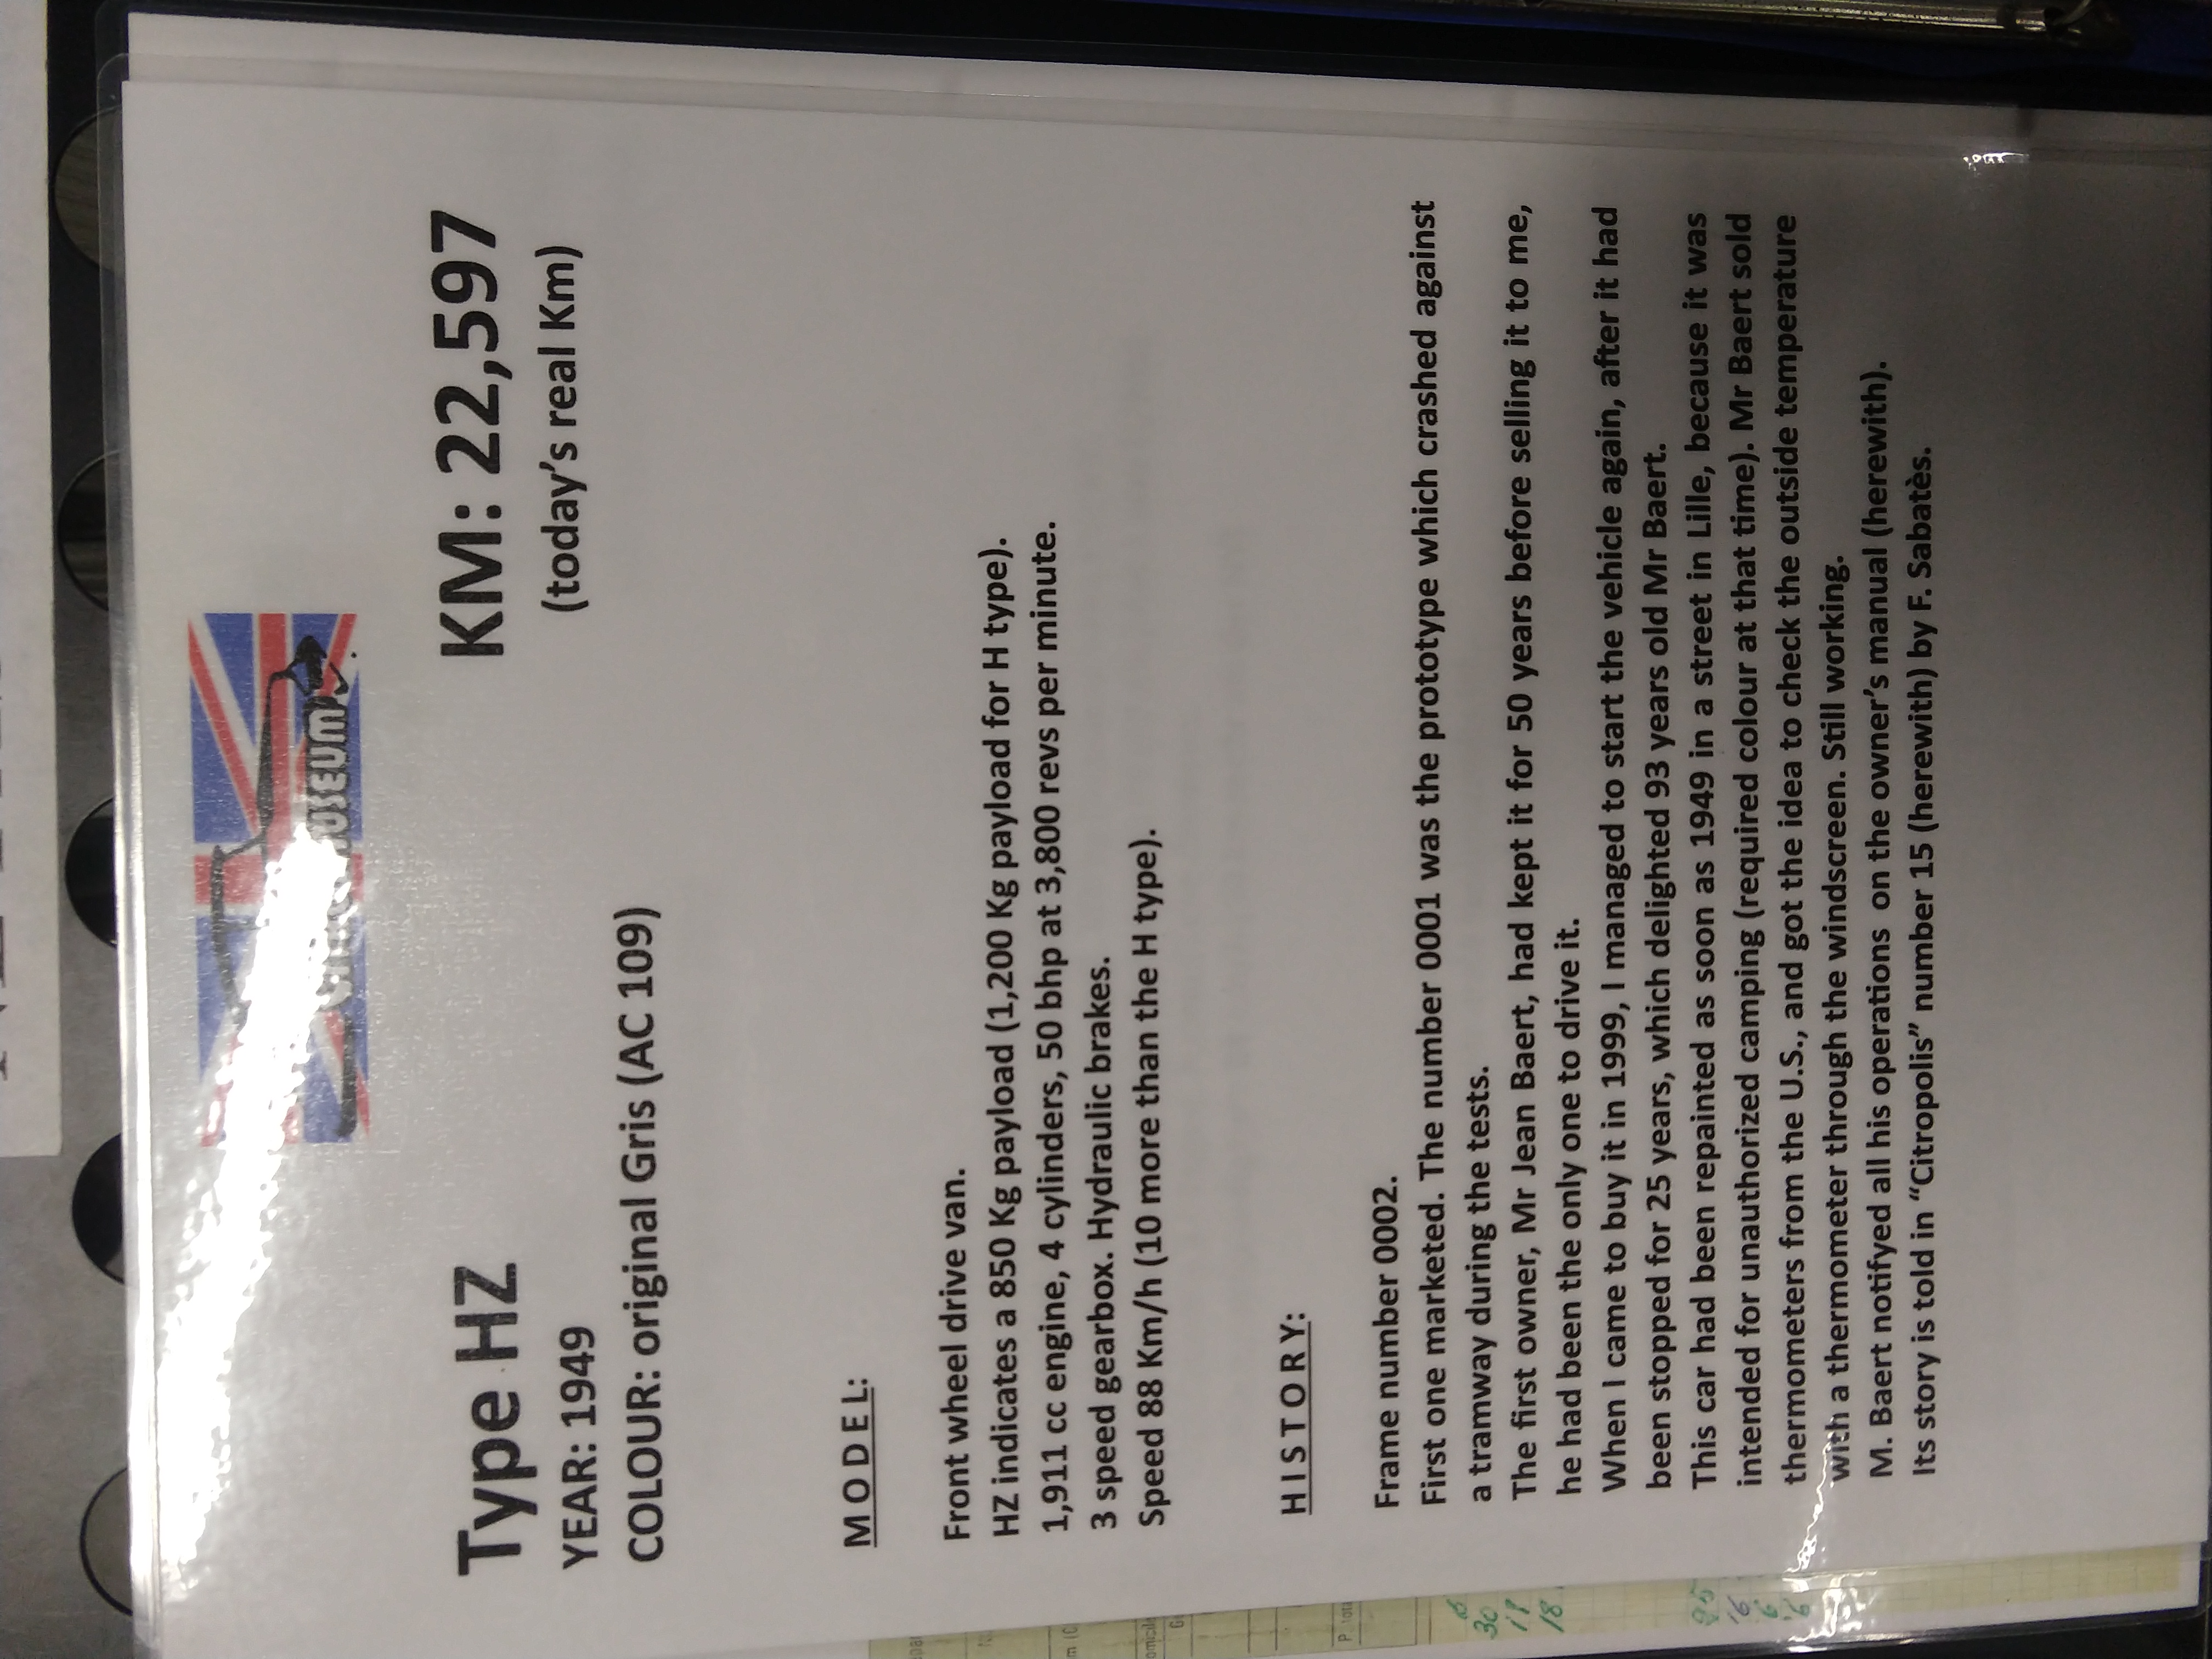 USEUM
Type HZ
KM: 22,597
YEAR: 1949
(today's real Km)
COLOUR: original Gris (AC 109)
MODEL:
Front wheel drive van.
HZ indicates a 850 Kg payload (1,200 Kg payload for H type).
1,911 cc engine, 4 cylinders, 50 bhp at 3,800 revs per minute.
3 speed gearbox. Hydraulic brakes.
Speed 88 Km/h (10 more than the H type).
HISTORY:
Frame number 0002.
First one marketed. The number 0001 was the prototype which crashed against
a tramway during the tests.
The first owner, Mr Jean Baert, had kept it for 50 years before selling it to me,
he had been the only one to drive it.
When I came to buy it in 1999, I managed to start the vehicle again, after it had
been stopped for 25 years, which delighted 93 years old Mr Baert.
This car had been repainted as soon as 1949 in a street in Lille, because it was
intended for unauthorized camping (required colour at that time). Mr Baert sold
thermometers from the U.S., and got the idea to check the outside temperature
with a thermometer through the windscreen. Still working.
M. Baert notifyed all his operations on the owner's manual (herewith).
Its story is told in "Citropolis" number 15 (herewith) by F. Sabatès.
30
18
16